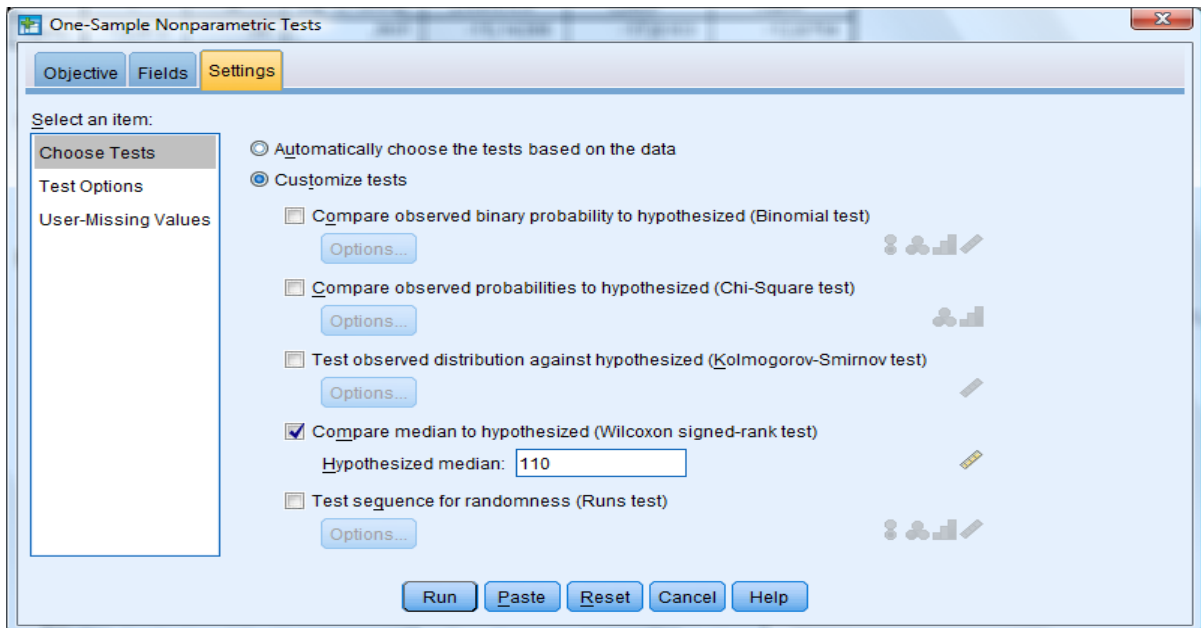 One-Sample Nonparametric Tests
Objective Fields Settings
Select an item:
Choose Tests
Test Options
User-Missing Values
Automatically choose the tests based on the data
Customize tests
Compare observed binary probability to hypothesized (Binomial test)
Options...
Compare observed probabilities to hypothesized (Chi-Square test)
Options...
Test observed distribution against hypothesized (Kolmogorov-Smirnov test)
Options...
Compare median to hypothesized (Wilcoxon signed-rank test)
Hypothesized median: 110
Test sequence for randomness (Runs test)
Options...
Run Paste Reset Cancel Help